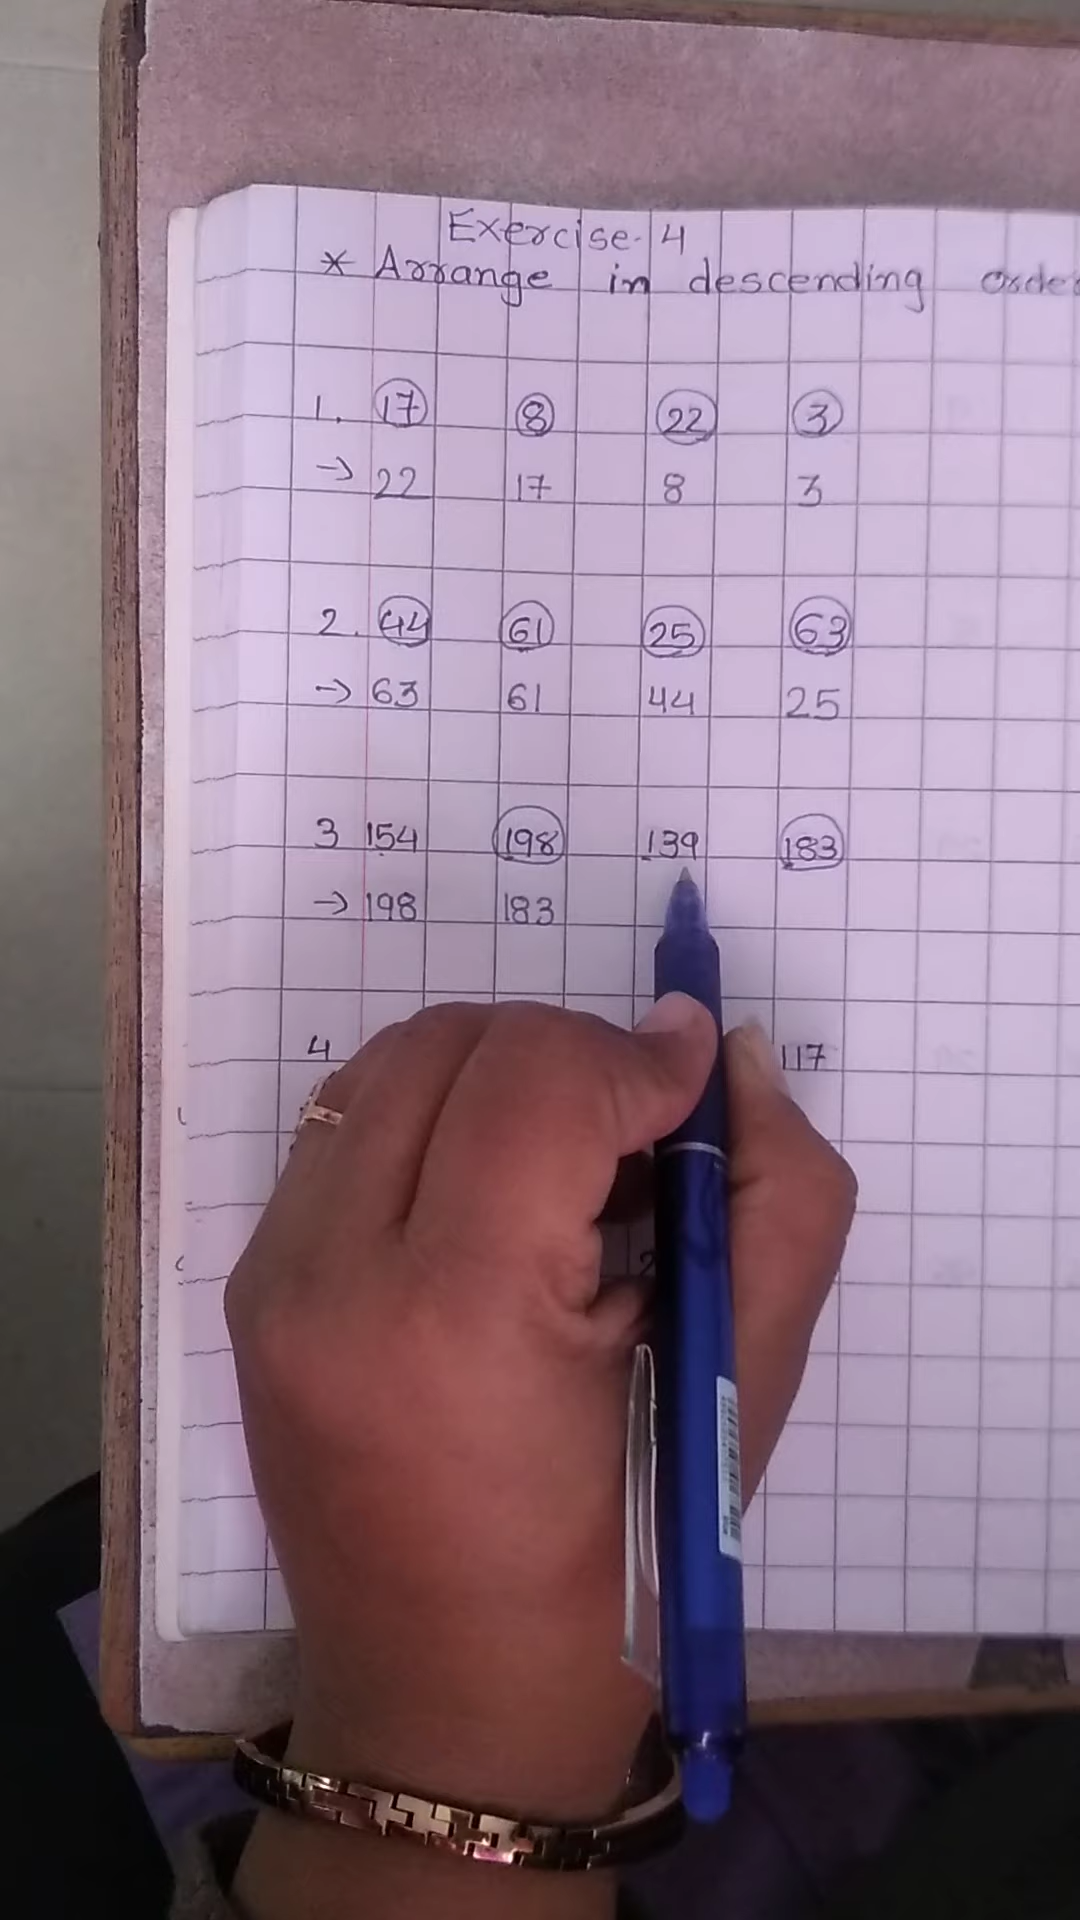 Exercise-4
* Arrange in descending order
1. 17 8 22 3
→ 22 17 8 3
2. 44 61 25 63
→ 63 61 44 25
3 154 198 139 183
→ 198 183
4 117